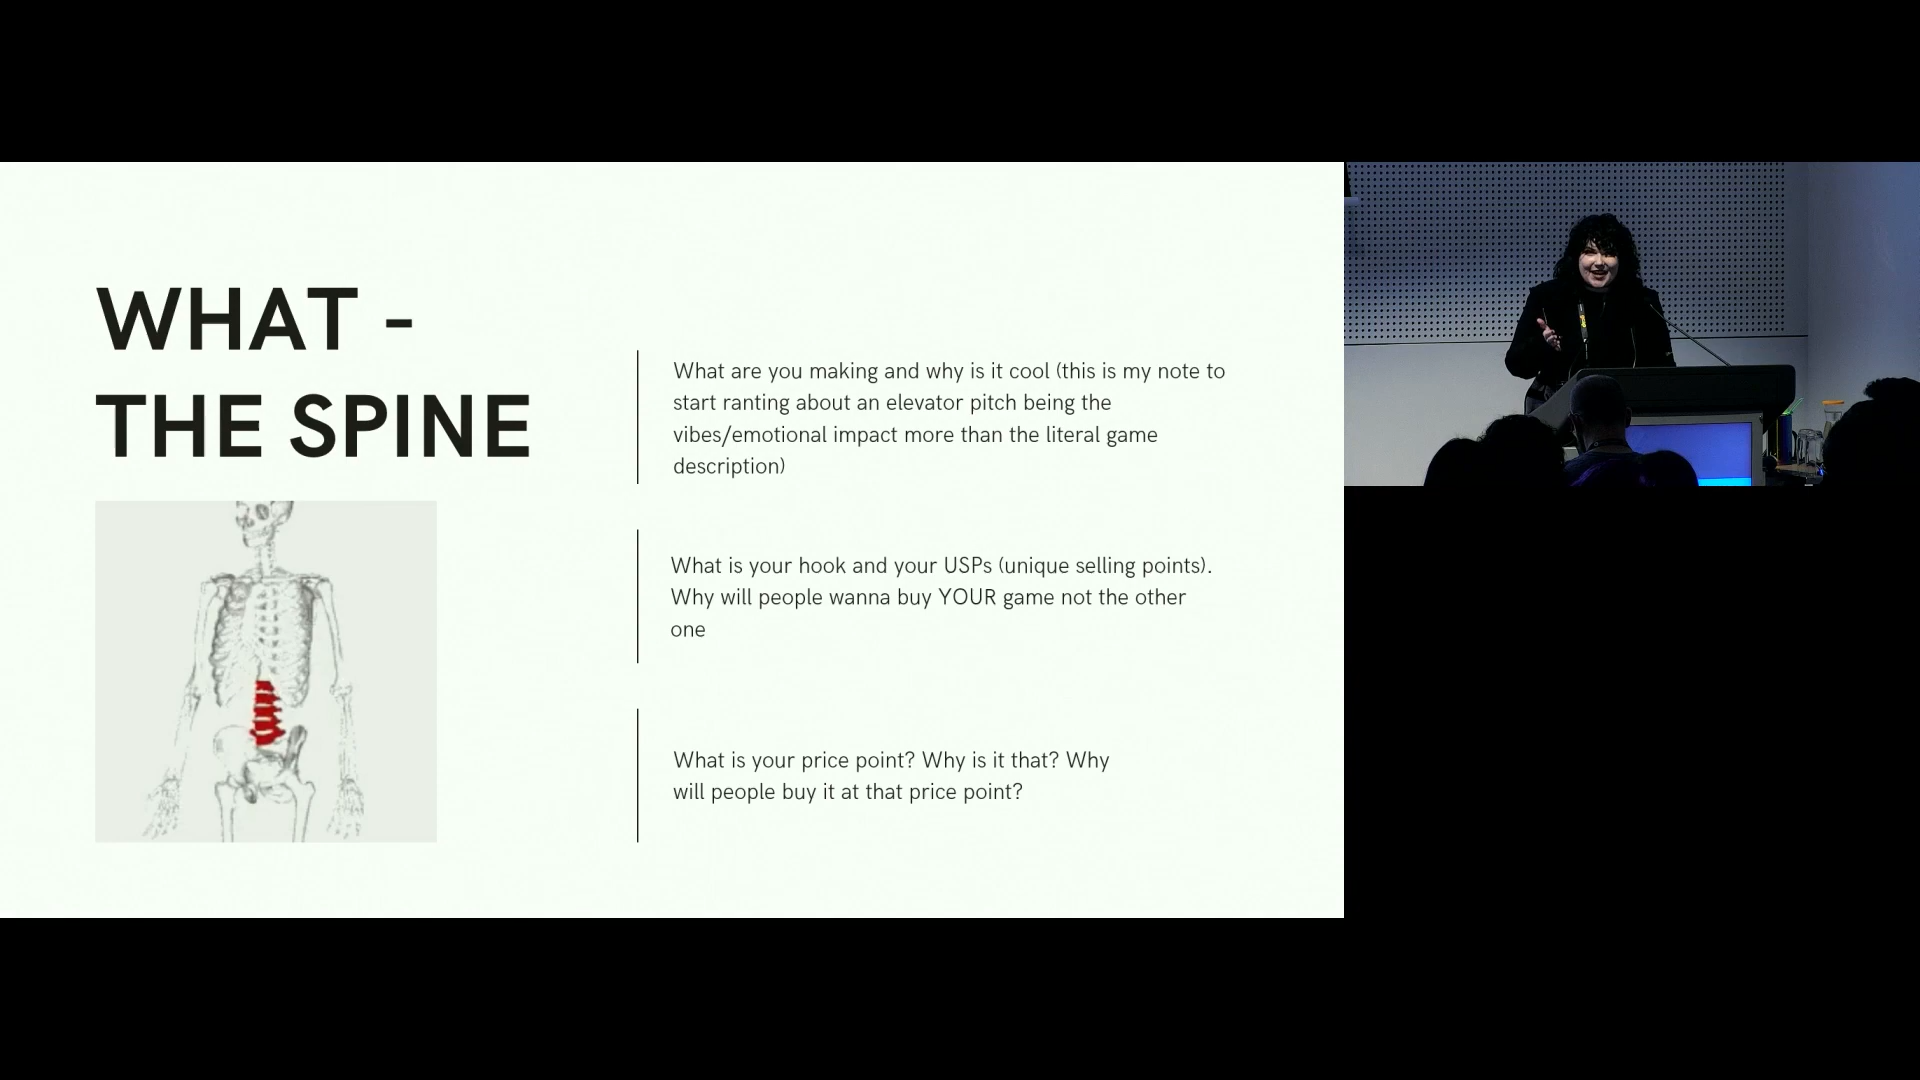 WHAT -
THE SPINE
What are you making and why is it cool (this is my note to
start ranting about an elevator pitch being the
vibes/emotional impact more than the literal game
description)
What is your hook and your USPs (unique selling points).
Why will people wanna buy YOUR game not the other
one
What is your price point? Why is it that? Why
will people buy it at that price point?